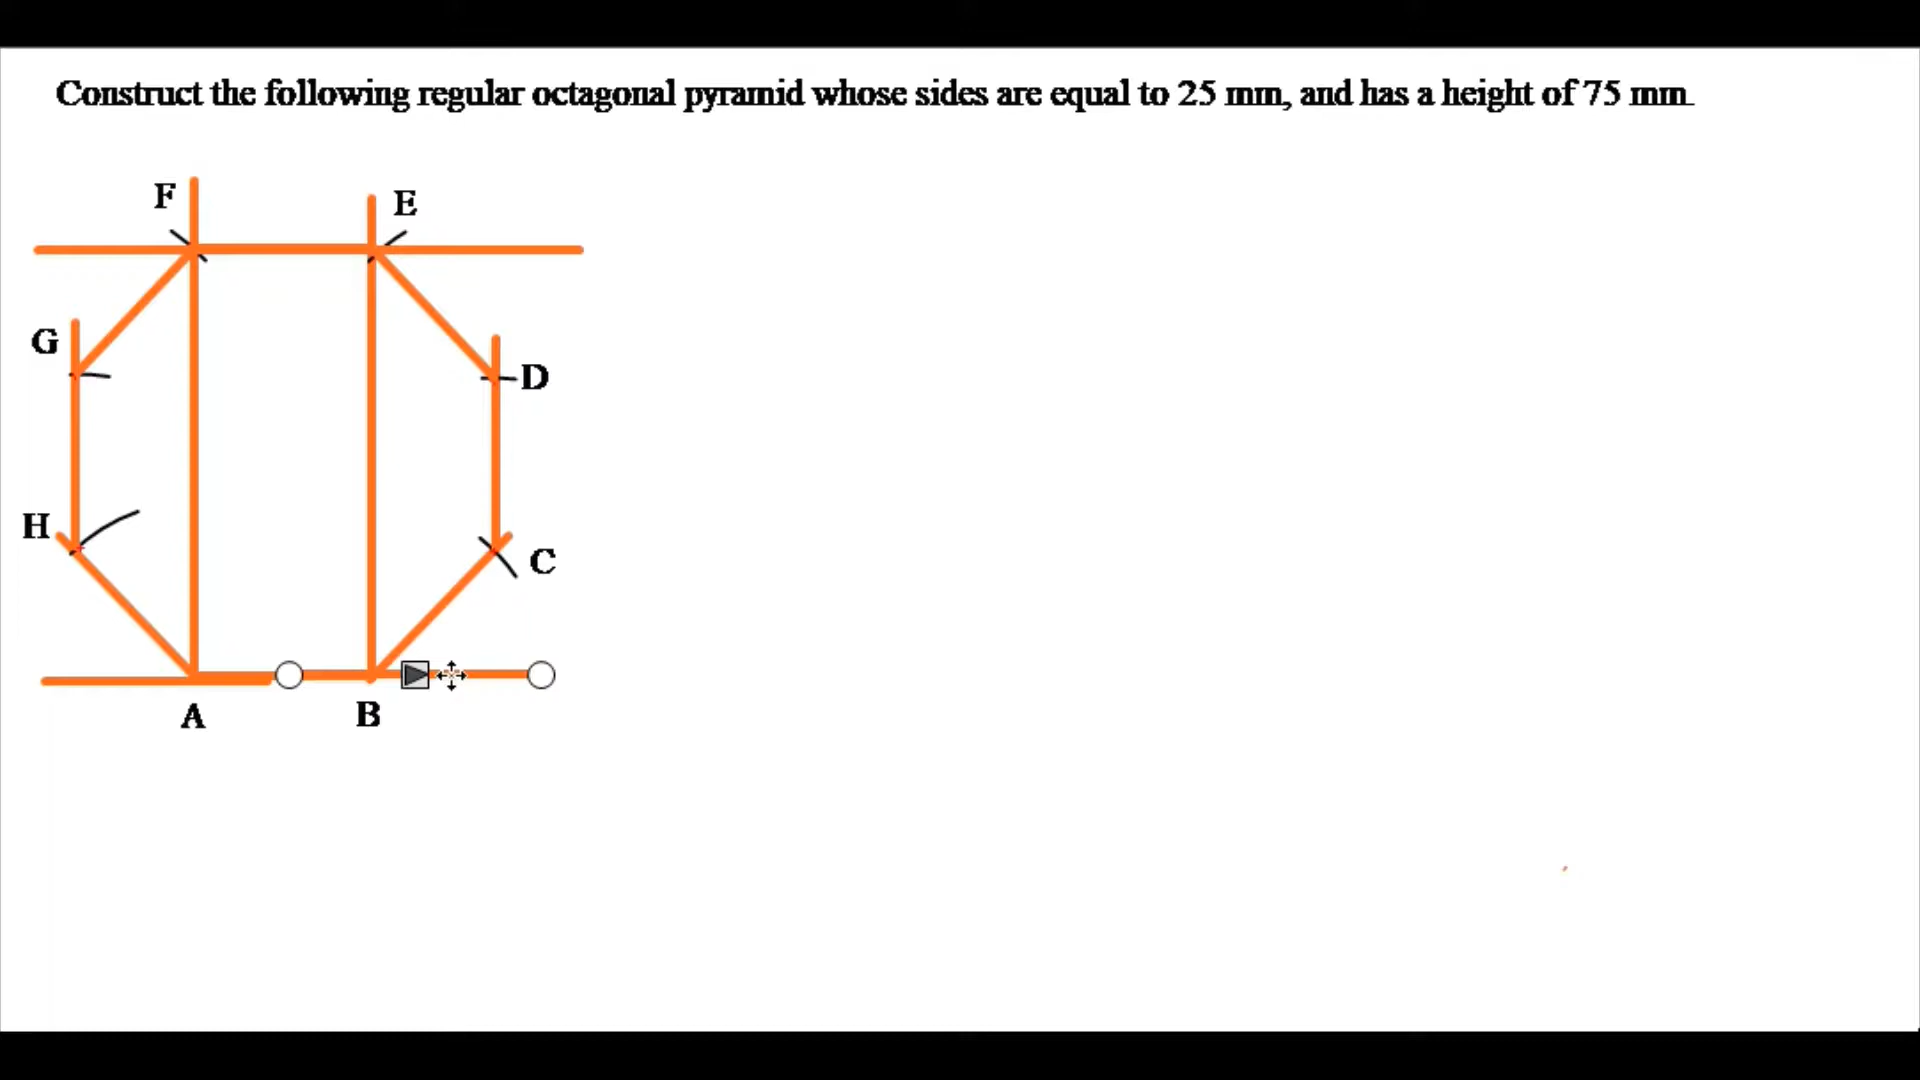 Construct the following regular octagonal pyramid whose sides are equal to 25 mm, and has a height of 75 mm.
F
E
G
D
H
C
A
B